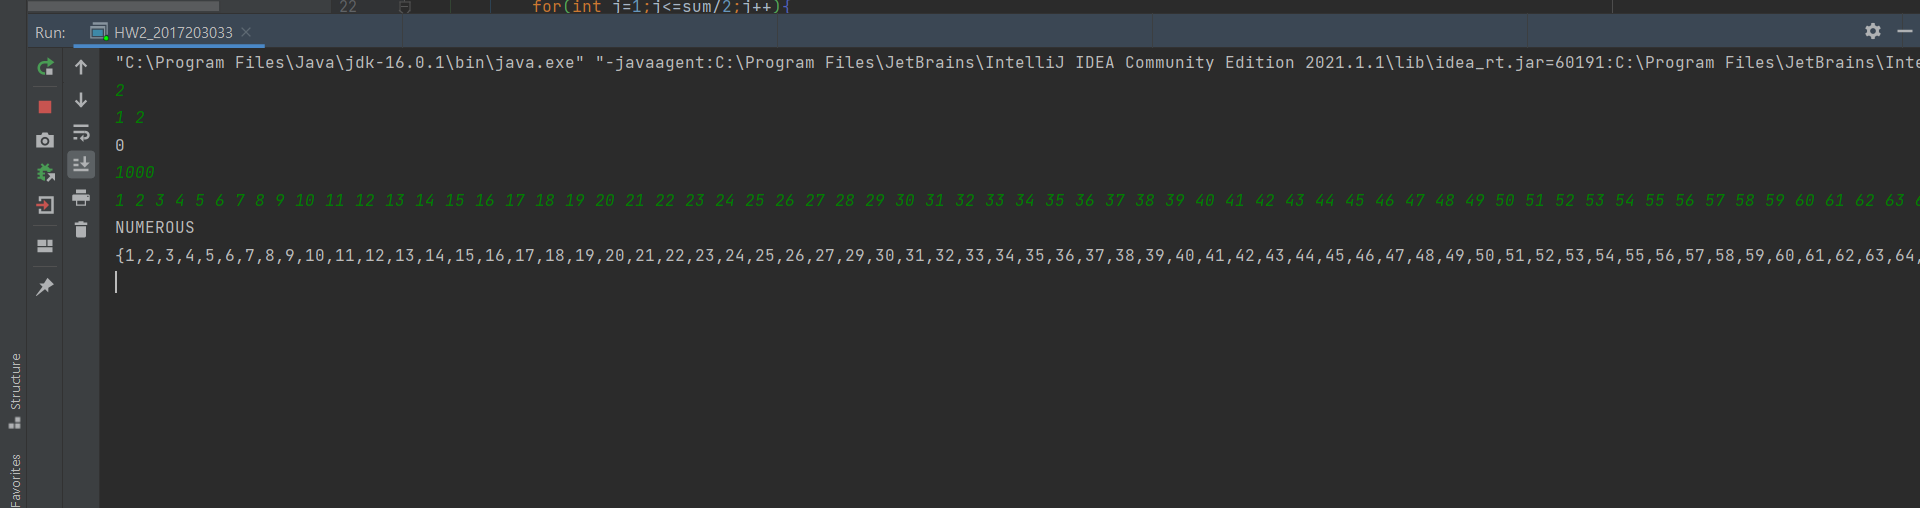 22 for(int j=1;j<=sum/2;j++){
Run: HW2_2017203033
"C:\Program Files\Java\jdk-16.0.1\bin\java.exe" "-javaagent:C:\Program Files\JetBrains\IntelliJ IDEA Community Edition 2021.1.1\lib\idea_rt.jar=60191:C:\Program Files\JetBrains\Inte
2
1 2
0
1000
1 2 3 4 5 6 7 8 9 10 11 12 13 14 15 16 17 18 19 20 21 22 23 24 25 26 27 28 29 30 31 32 33 34 35 36 37 38 39 40 41 42 43 44 45 46 47 48 49 50 51 52 53 54 55 56 57 58 59 60 61 62 63 6
NUMEROUS
{1,2,3,4,5,6,7,8,9,10,11,12,13,14,15,16,17,18,19,20,21,22,23,24,25,26,27,29,30,31,32,33,34,35,36,37,38,39,40,41,42,43,44,45,46,47,48,49,50,51,52,53,54,55,56,57,58,59,60,61,62,63,64,
Structure
Favorites